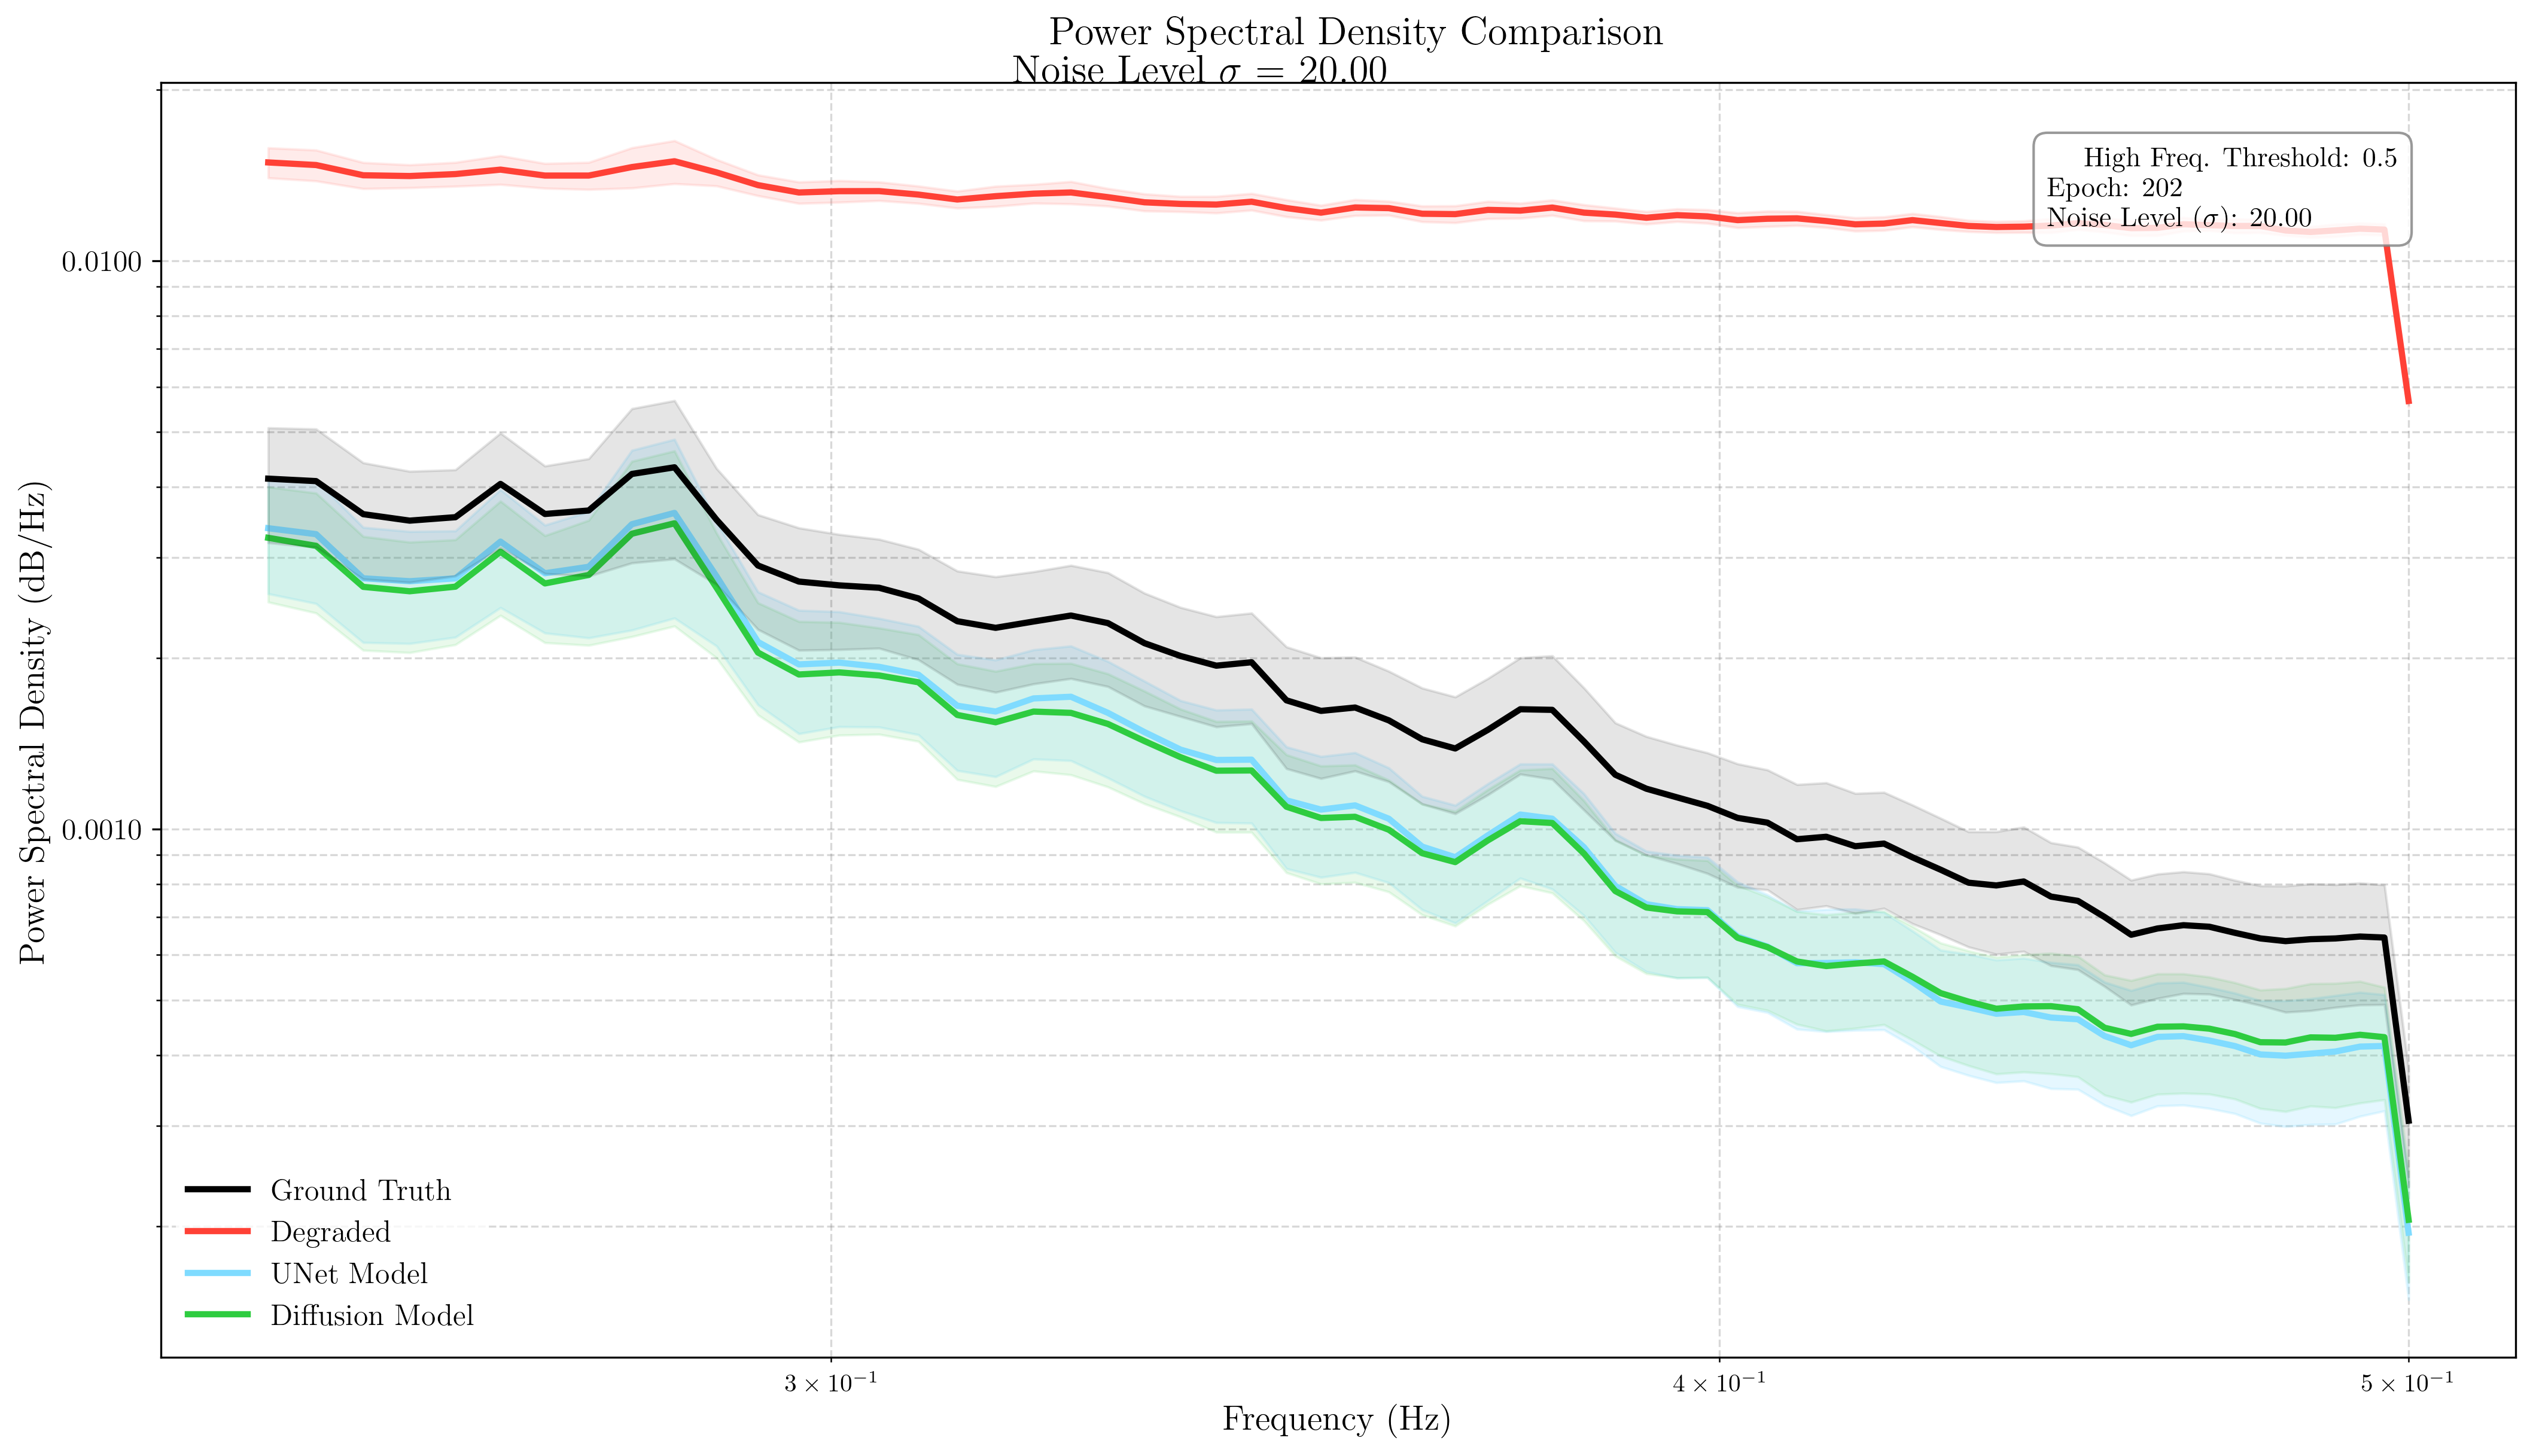 Power Spectral Density Comparison
Noise Level σ = 20.00
High Freq. Threshold: 0.5
Epoch: 202
Noise Level (σ): 20.00
0.0100
0.0010
Power Spectral Density (dB/Hz)
Ground Truth
Degraded
UNet Model
Diffusion Model
3 × 10⁻¹
4 × 10⁻¹
5 × 10⁻¹
Frequency (Hz)